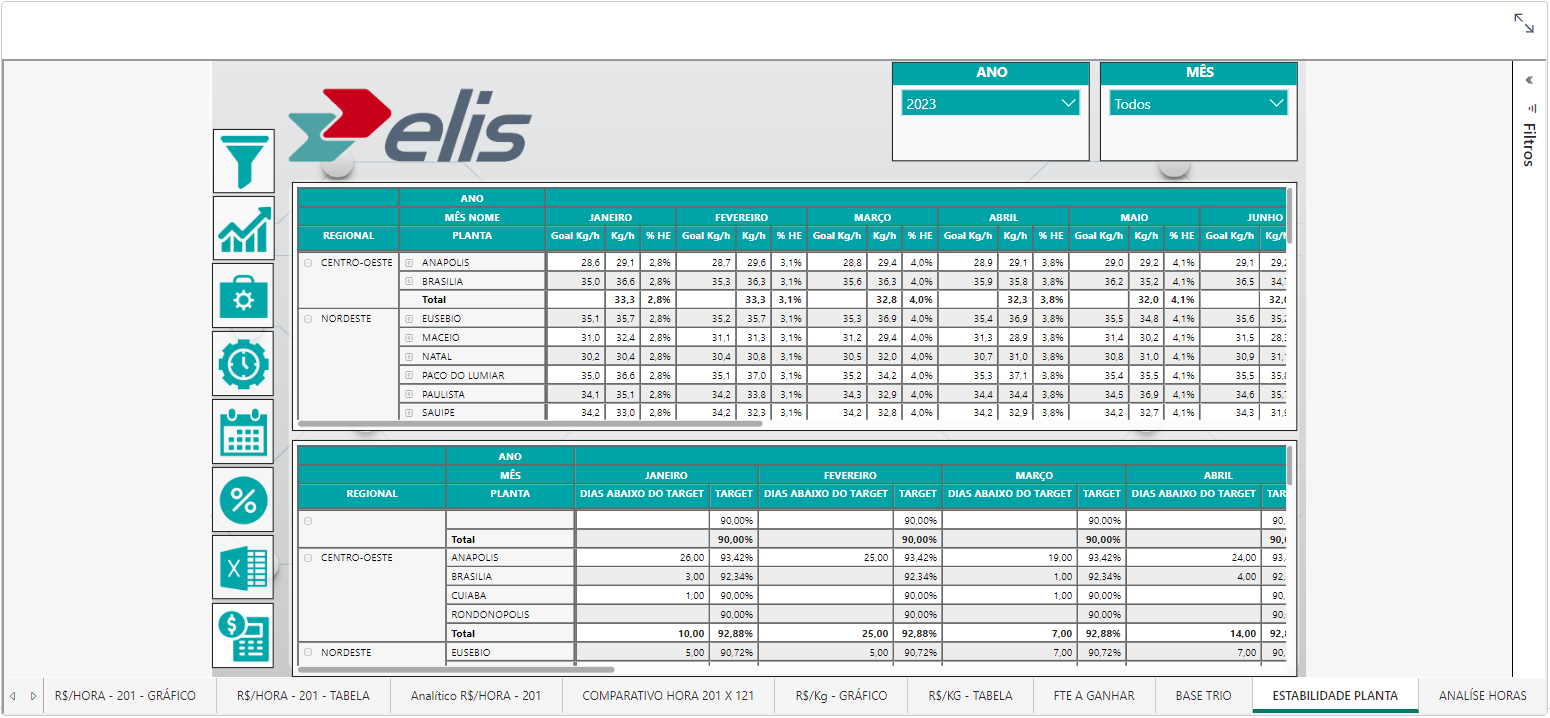 ANO MÊS
2023 Todos
elis
Filtros
ANO
MÊS NOME JANEIRO FEVEREIRO MARÇO ABRIL MAIO JUNHO
REGIONAL PLANTA Goal Kg/h Kg/h % HE Goal Kg/h Kg/h % HE Goal Kg/h Kg/h % HE Goal Kg/h Kg/h % HE Goal Kg/h Kg/h % HE Goal Kg/h
CENTRO-OESTE ANAPOLIS 28,6 29,1 2,8% 28,7 29,6 3,1% 28,8 29,4 4,0% 28,9 29,1 3,8% 29,0 29,2 4,1% 29,1
BRASILIA 35,0 36,6 2,8% 35,3 36,3 3,1% 35,6 36,3 4,0% 35,9 35,8 3,8% 36,2 35,2 4,1% 36,5
Total 33,3 2,8% 33,3 3,1% 32,8 4,0% 32,3 3,8% 32,0 4,1%
NORDESTE EUSEBIO 35,1 35,7 2,8% 35,2 35,7 3,1% 35,3 36,9 4,0% 35,4 36,9 3,8% 35,5 34,8 4,1% 35,6
MACEIO 31,0 32,4 2,8% 31,1 31,3 3,1% 31,2 29,4 4,0% 31,3 28,9 3,8% 31,4 30,2 4,1% 31,5
NATAL 30,2 30,4 2,8% 30,4 30,8 3,1% 30,5 32,0 4,0% 30,7 31,0 3,8% 30,8 31,0 4,1% 30,9
PACO DO LUMIAR 35,0 36,6 2,8% 35,1 37,0 3,1% 35,2 34,2 4,0% 35,3 37,1 3,8% 35,4 35,5 4,1% 35,5
PAULISTA 34,1 35,1 2,8% 34,2 33,8 3,1% 34,3 32,9 4,0% 34,4 34,4 3,8% 34,5 36,9 4,1% 34,6
SAUIPE 34,2 33,0 2,8% 34,2 32,3 3,1% 34,2 32,8 4,0% 34,2 32,9 3,8% 34,2 32,7 4,1% 34,3
ANO
MÊS JANEIRO FEVEREIRO MARÇO ABRIL
REGIONAL PLANTA DIAS ABAIXO DO TARGET TARGET DIAS ABAIXO DO TARGET TARGET DIAS ABAIXO DO TARGET TARGET DIAS ABAIXO DO TARGET
90,00% 90,00% 90,00%
Total 90,00% 90,00% 90,00%
CENTRO-OESTE ANAPOLIS 26,00 93,42% 25,00 93,42% 19,00 93,42% 24,00
BRASILIA 3,00 92,34% 92,34% 1,00 92,34% 4,00
CUIABA 1,00 90,00% 90,00% 1,00 90,00%
RONDONOPOLIS 90,00% 90,00% 90,00%
Total 10,00 92,88% 25,00 92,88% 7,00 92,88% 14,00
NORDESTE EUSEBIO 5,00 90,72% 5,00 90,72% 7,00 90,72% 7,00
R$/HORA - 201 - GRÁFICO R$/HORA - 201 - TABELA Analítico R$/HORA - 201 COMPARATIVO HORA 201 X 121 R$/Kg - GRÁFICO R$/KG - TABELA FTE A GANHAR BASE TRIO ESTABILIDADE PLANTA ANALÍSE HORAS